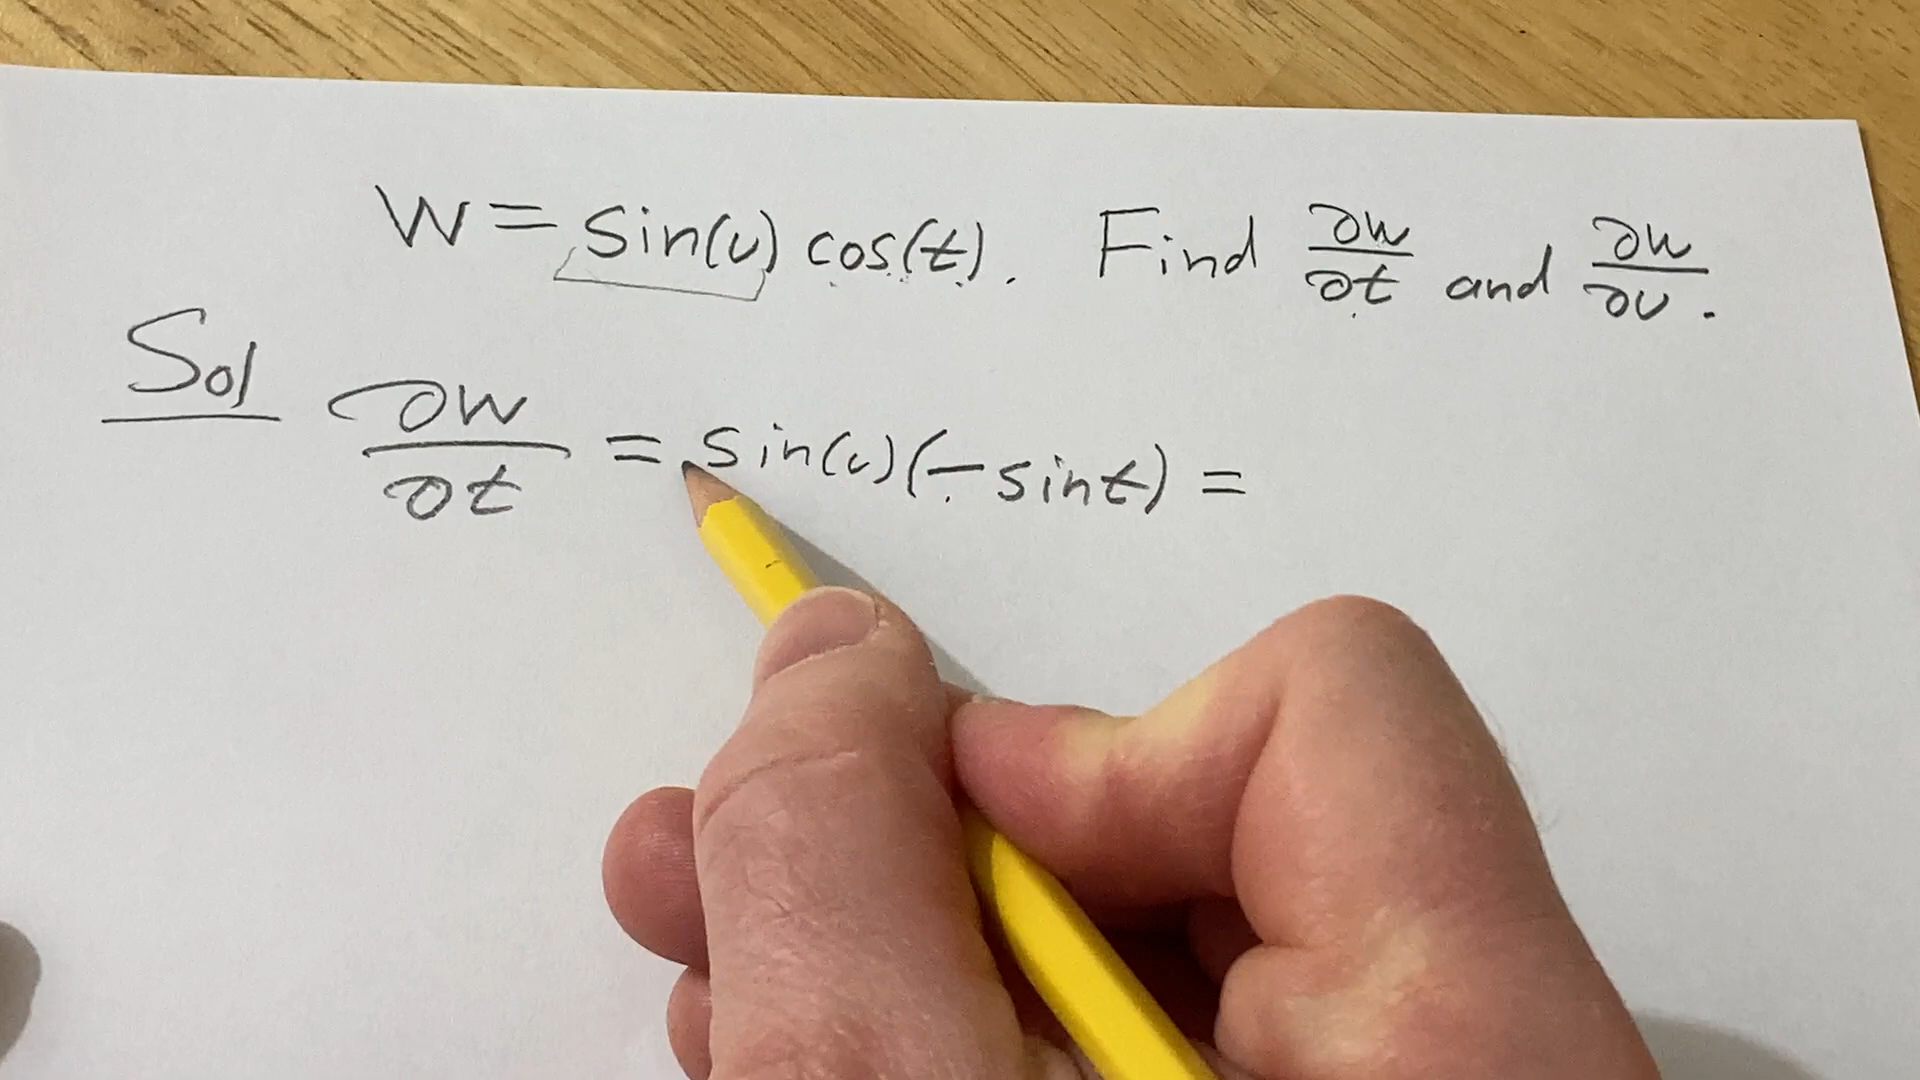 w = sin(v) cos(t). Find ∂w/∂t and ∂w/∂v.
Sol ∂w/∂t = sin(v)(-sint) =